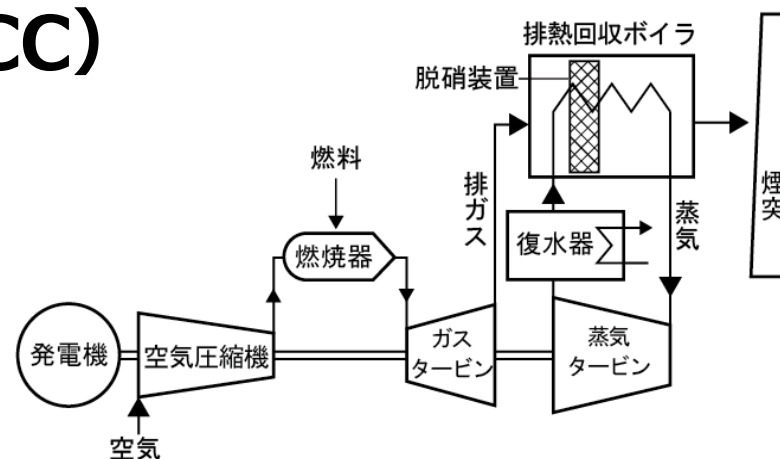 CC)
排熱回収ボイラ
脱硝装置
燃料
排ガス
蒸気
煙突
燃焼器
復水器
発電機
空気圧縮機
ガス
タービン
蒸気
タービン
空気